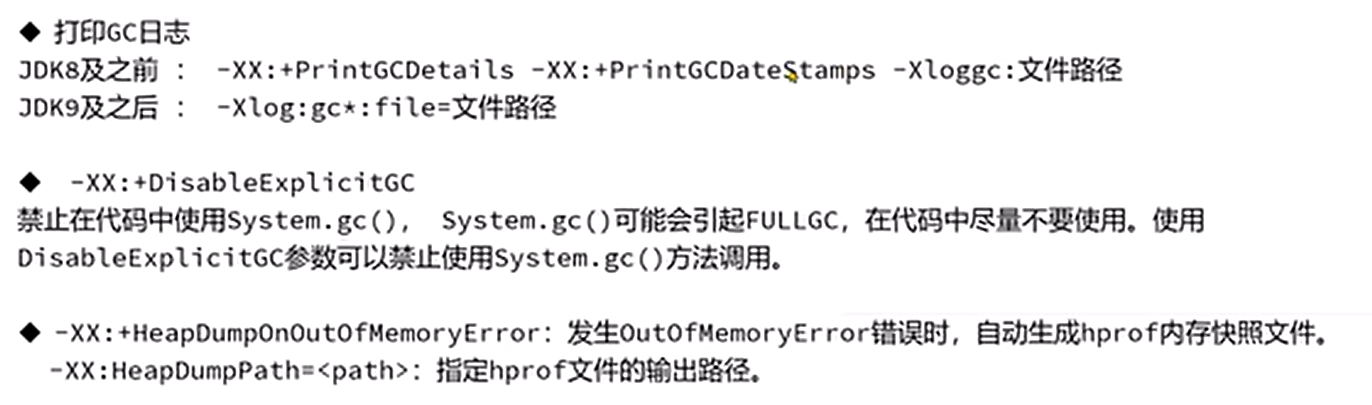 ◆ 打印GC日志
JDK8及之前 : -XX:+PrintGCDetails -XX:+PrintGCDateStamps -Xloggc:文件路径
JDK9及之后 : -Xlog:gc*:file=文件路径
◆ -XX:+DisableExplicitGC
禁止在代码中使用System.gc(), System.gc()可能会引起FULLGC，在代码中尽量不要使用。使用
DisableExplicitGC参数可以禁止使用System.gc()方法调用。
◆ -XX:+HeapDumpOnOutOfMemoryError：发生OutOfMemoryError错误时，自动生成hprof内存快照文件。
-XX:HeapDumpPath=<path>：指定hprof文件的输出路径。